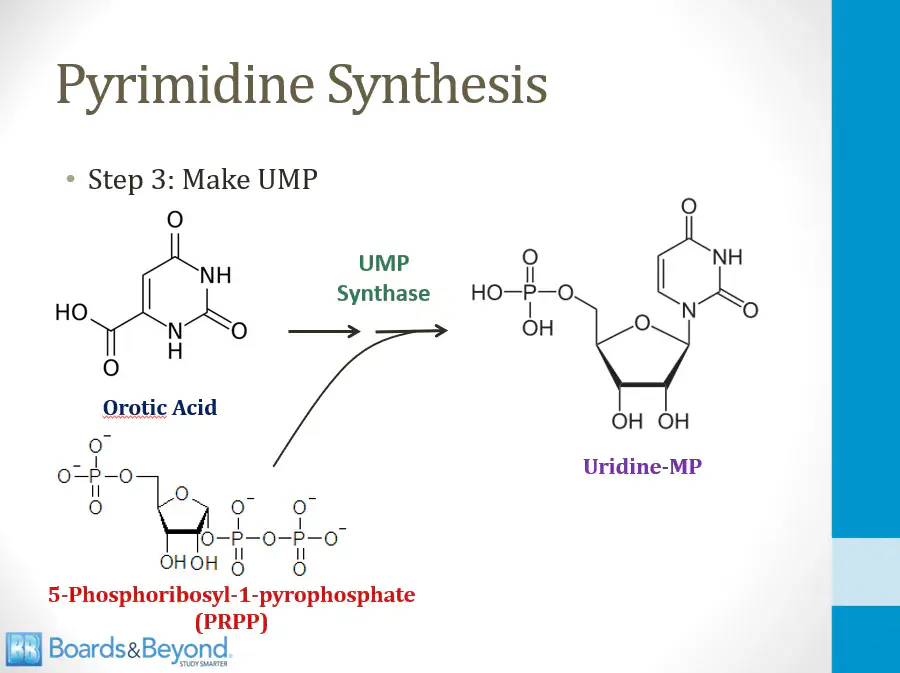 Pyrimidine Synthesis
• Step 3: Make UMP
O
NH
O
N
H
HO
O
Orotic Acid
UMP
Synthase
O
HO P O
OH
O
NH
N
O
O
OH OH
Uridine-MP
O⁻
O⁻ P O
O
O
OH OH
O⁻ O⁻
O P O P O⁻
O O
5-Phosphoribosyl-1-pyrophosphate
(PRPP)
BB Boards&Beyond.
STUDY SMARTER